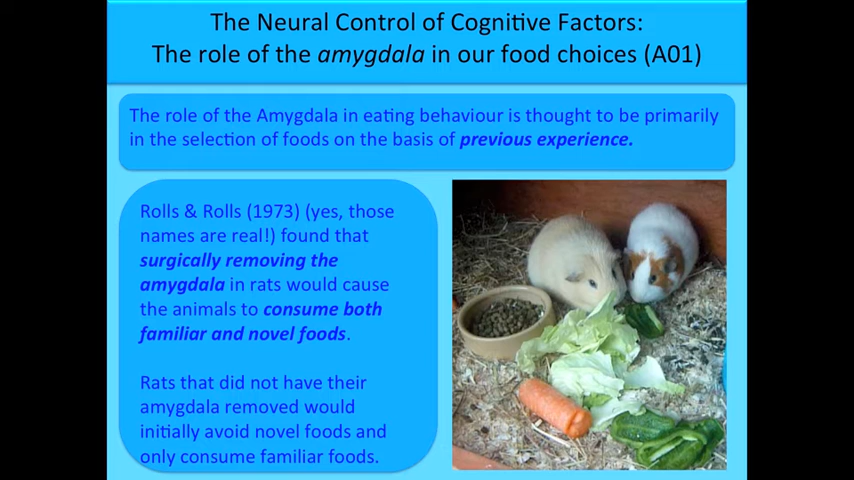 The Neural Control of Cognitive Factors:
The role of the amygdala in our food choices (A01)
The role of the Amygdala in eating behaviour is thought to be primarily
in the selection of foods on the basis of previous experience.
Rolls & Rolls (1973) (yes, those
names are real!) found that
surgically removing the
amygdala in rats would cause
the animals to consume both
familiar and novel foods.
Rats that did not have their
amygdala removed would
initially avoid novel foods and
only consume familiar foods.